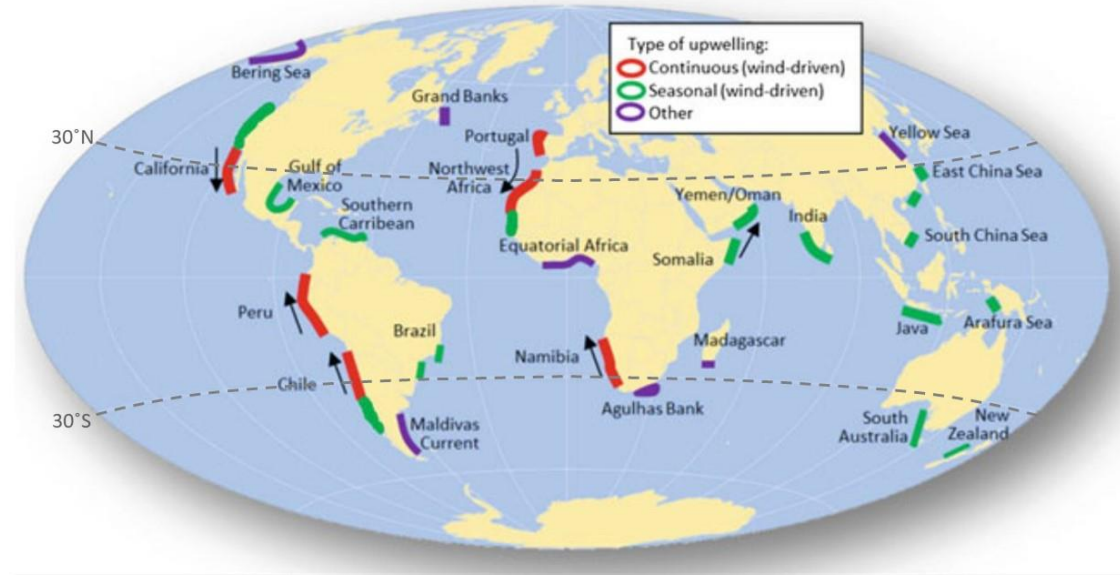 Type of upwelling:
Continuous (wind-driven)
Seasonal (wind-driven)
Other
Bering Sea
Grand Banks
30˚N
Portugal
Yellow Sea
California
Gulf of
Mexico
Northwest
Africa
East China Sea
Southern
Carribean
Yemen/Oman
India
South China Sea
Equatorial Africa
Somalia
Peru
Brazil
Namibia
Madagascar
Java
Arafura Sea
Chile
Agulhas Bank
30˚S
Maldivas
Current
South
Australia
New
Zealand